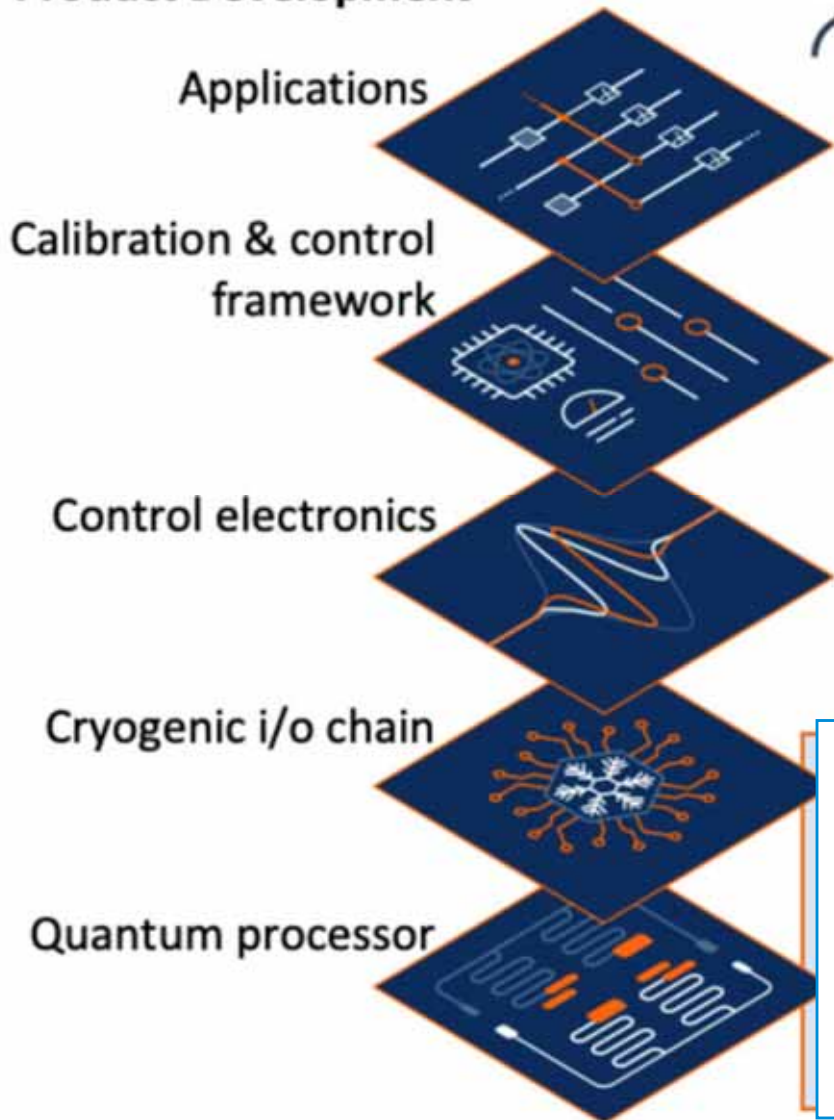 Applications
Calibration & control
framework
Control electronics
Cryogenic i/o chain
Quantum processor